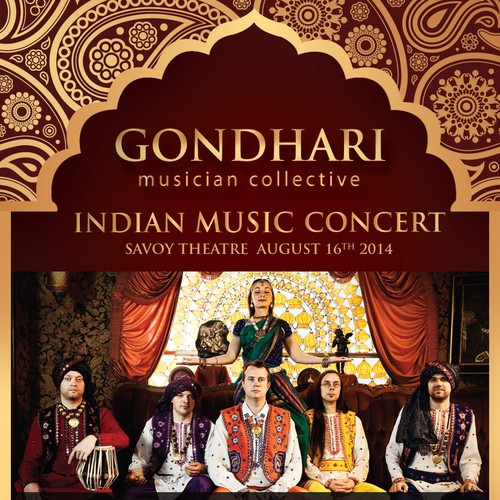 GONDHARI
musician collective
INDIAN MUSIC CONCERT
SAVOY THEATRE AUGUST 16TH 2014